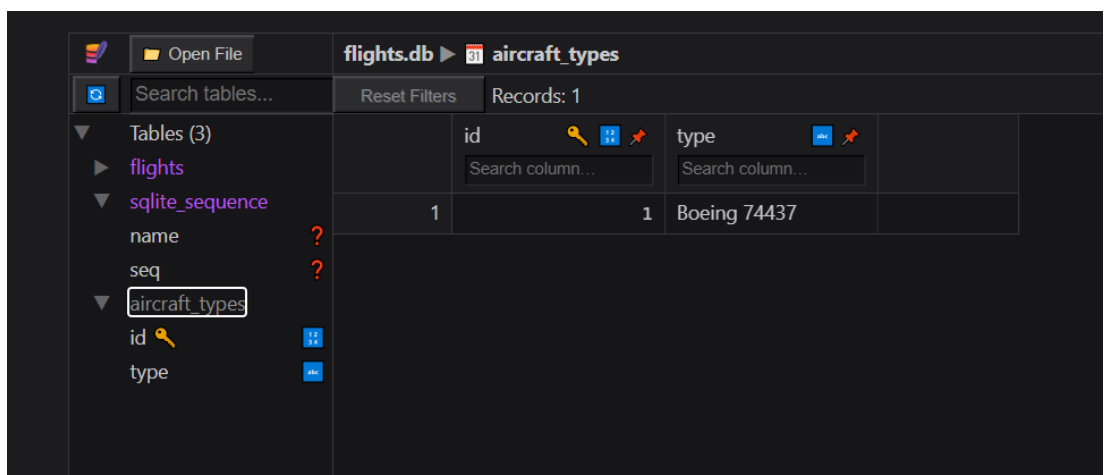 Open File
flights.db ▶ aircraft_types
Search tables...
Reset Filters
Records: 1
Tables (3)
flights
sqlite_sequence
name
seq
aircraft_types
id
type
id
type
Search column...
Search column...
1
1
Boeing 74437